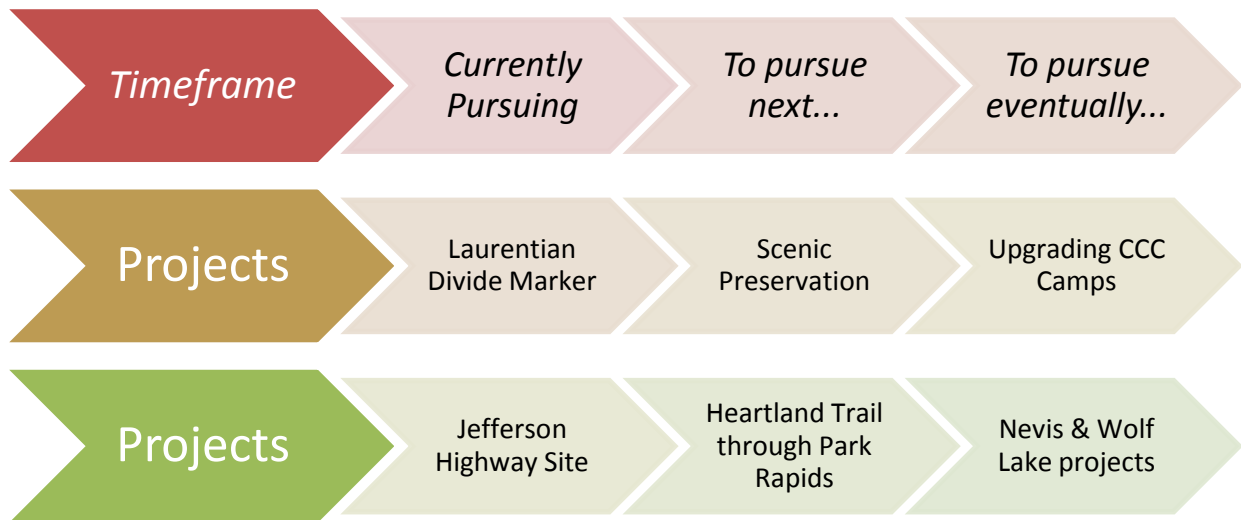 Timeframe
Currently
Pursuing
To pursue
next...
To pursue
eventually...
Projects
Laurentian
Divide Marker
Scenic
Preservation
Upgrading CCC
Camps
Projects
Jefferson
Highway Site
Heartland Trail
through Park
Rapids
Nevis & Wolf
Lake projects